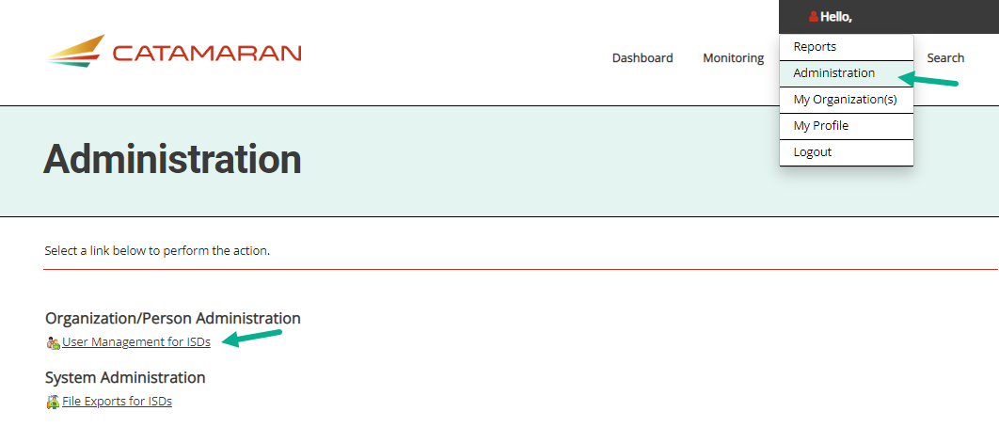 Hello,
CATAMARAN
Dashboard Monitoring Search
Reports
Administration
My Organization(s)
My Profile
Logout
Administration
Select a link below to perform the action.
Organization/Person Administration
User Management for ISDs
System Administration
File Exports for ISDs